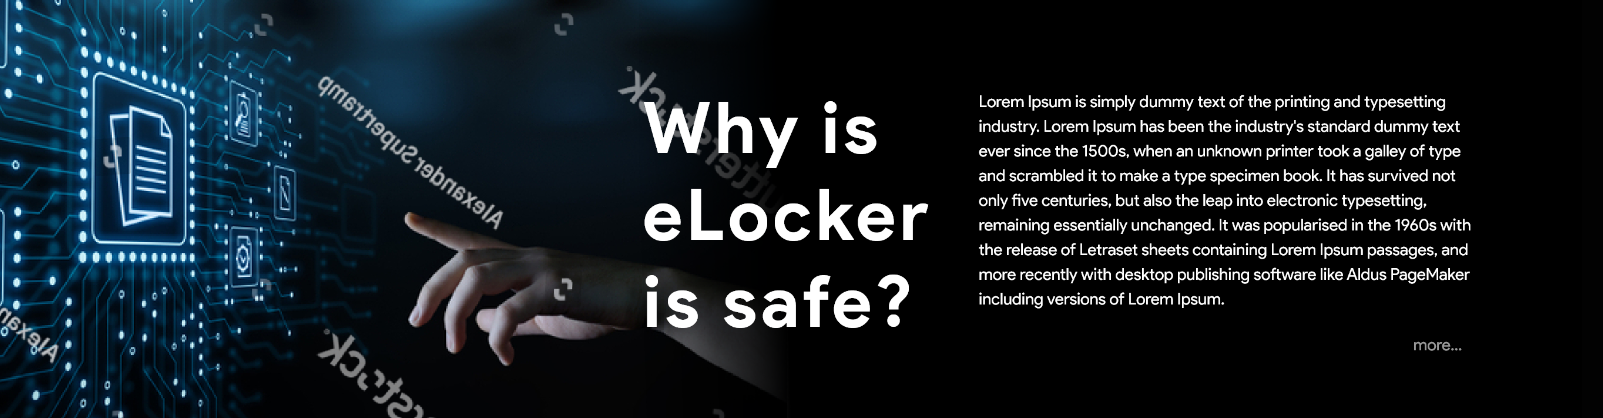 Why is
eLocker
is safe?
Lorem Ipsum is simply dummy text of the printing and typesetting
industry. Lorem Ipsum has been the industry's standard dummy text
ever since the 1500s, when an unknown printer took a galley of type
and scrambled it to make a type specimen book. It has survived not
only five centuries, but also the leap into electronic typesetting,
remaining essentially unchanged. It was popularised in the 1960s with
the release of Letraset sheets containing Lorem Ipsum passages, and
more recently with desktop publishing software like Aldus PageMaker
including versions of Lorem Ipsum.
more...
Alexander Supertramp